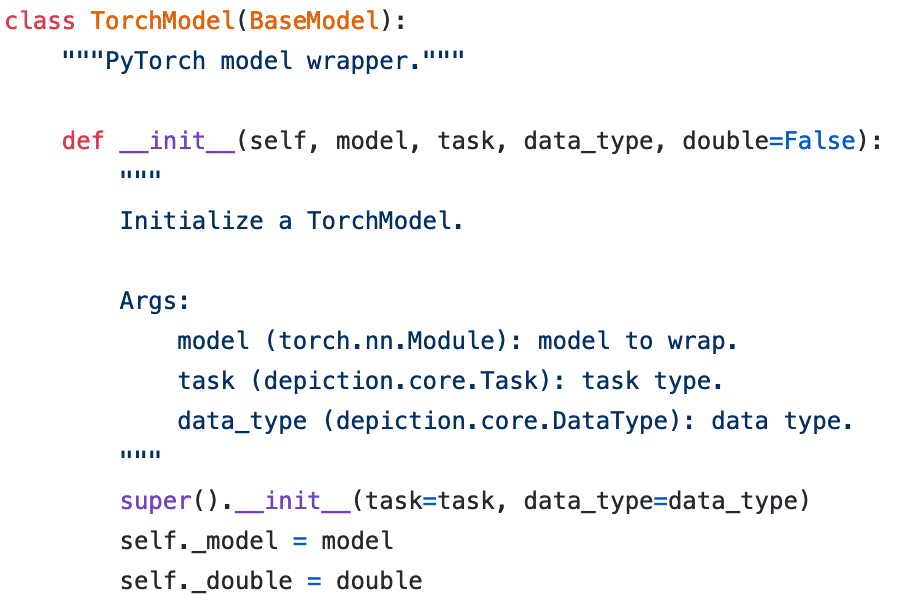 class TorchModel(BaseModel):
    """PyTorch model wrapper."""

    def __init__(self, model, task, data_type, double=False):
        """
        Initialize a TorchModel.

        Args:
            model (torch.nn.Module): model to wrap.
            task (depiction.core.Task): task type.
            data_type (depiction.core.DataType): data type.
        """
        super().__init__(task=task, data_type=data_type)
        self._model = model
        self._double = double